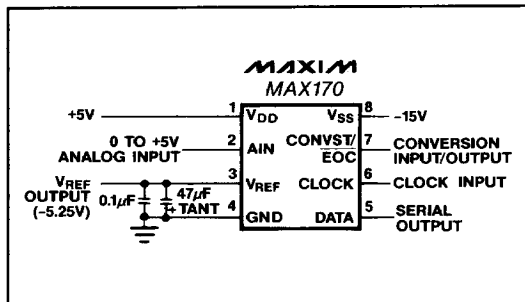 MAXIM
MAX170
+5V 1 VDD VSS 8 -15V
0 TO +5V
ANALOG INPUT 2 AIN CONVST/
EOC 7 CONVERSION
INPUT/OUTPUT
VREF
OUTPUT
(-5.25V) 0.1µF 47µF
+ TANT 3 VREF CLOCK 6 CLOCK INPUT
4 GND DATA 5 SERIAL
OUTPUT